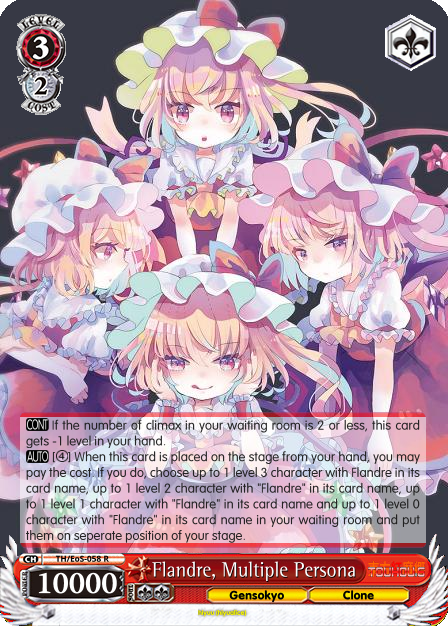 LEVEL
3
2
COST
CONT If the number of climax in your waiting room is 2 or less, this card
gets -1 level in your hand.
AUTO [④] When this card is placed on the stage from your hand, you may
pay the cost. If you do, choose up to 1 level 3 character with Flandre in its
card name, up to 1 level 2 character with "Flandre" in its card name, up
to 1 level 1 character with "Flandre" in its card name and up to 1 level 0
character with "Flandre" in its card name in your waiting room and put
them on seperate position of your stage.
CH TH/Eo5-058 R
POWER 10000 SOUL
Flandre, Multiple Persona
Gensokyo Clone